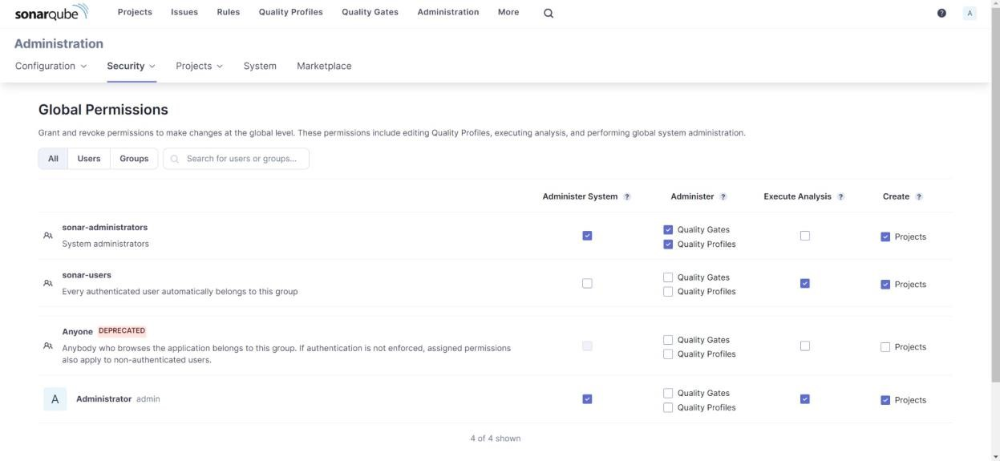 sonarqube Projects Issues Rules Quality Profiles Quality Gates Administration More ? A
Administration
Configuration Security Projects System Marketplace
Global Permissions
Grant and revoke permissions to make changes at the global level. These permissions include editing Quality Profiles, executing analysis, and performing global system administration.
All Users Groups Search for users or groups...
Administer System ? Administer ? Execute Analysis ? Create ?
sonar-administrators
System administrators
Quality Gates
Quality Profiles
Projects
sonar-users
Every authenticated user automatically belongs to this group
Quality Gates
Quality Profiles
Projects
Anyone DEPRECATED
Anybody who browses the application belongs to this group. If authentication is not enforced, assigned permissions
also apply to non-authenticated users.
Quality Gates
Quality Profiles
Projects
A Administrator admin
Quality Gates
Quality Profiles
Projects
4 of 4 shown